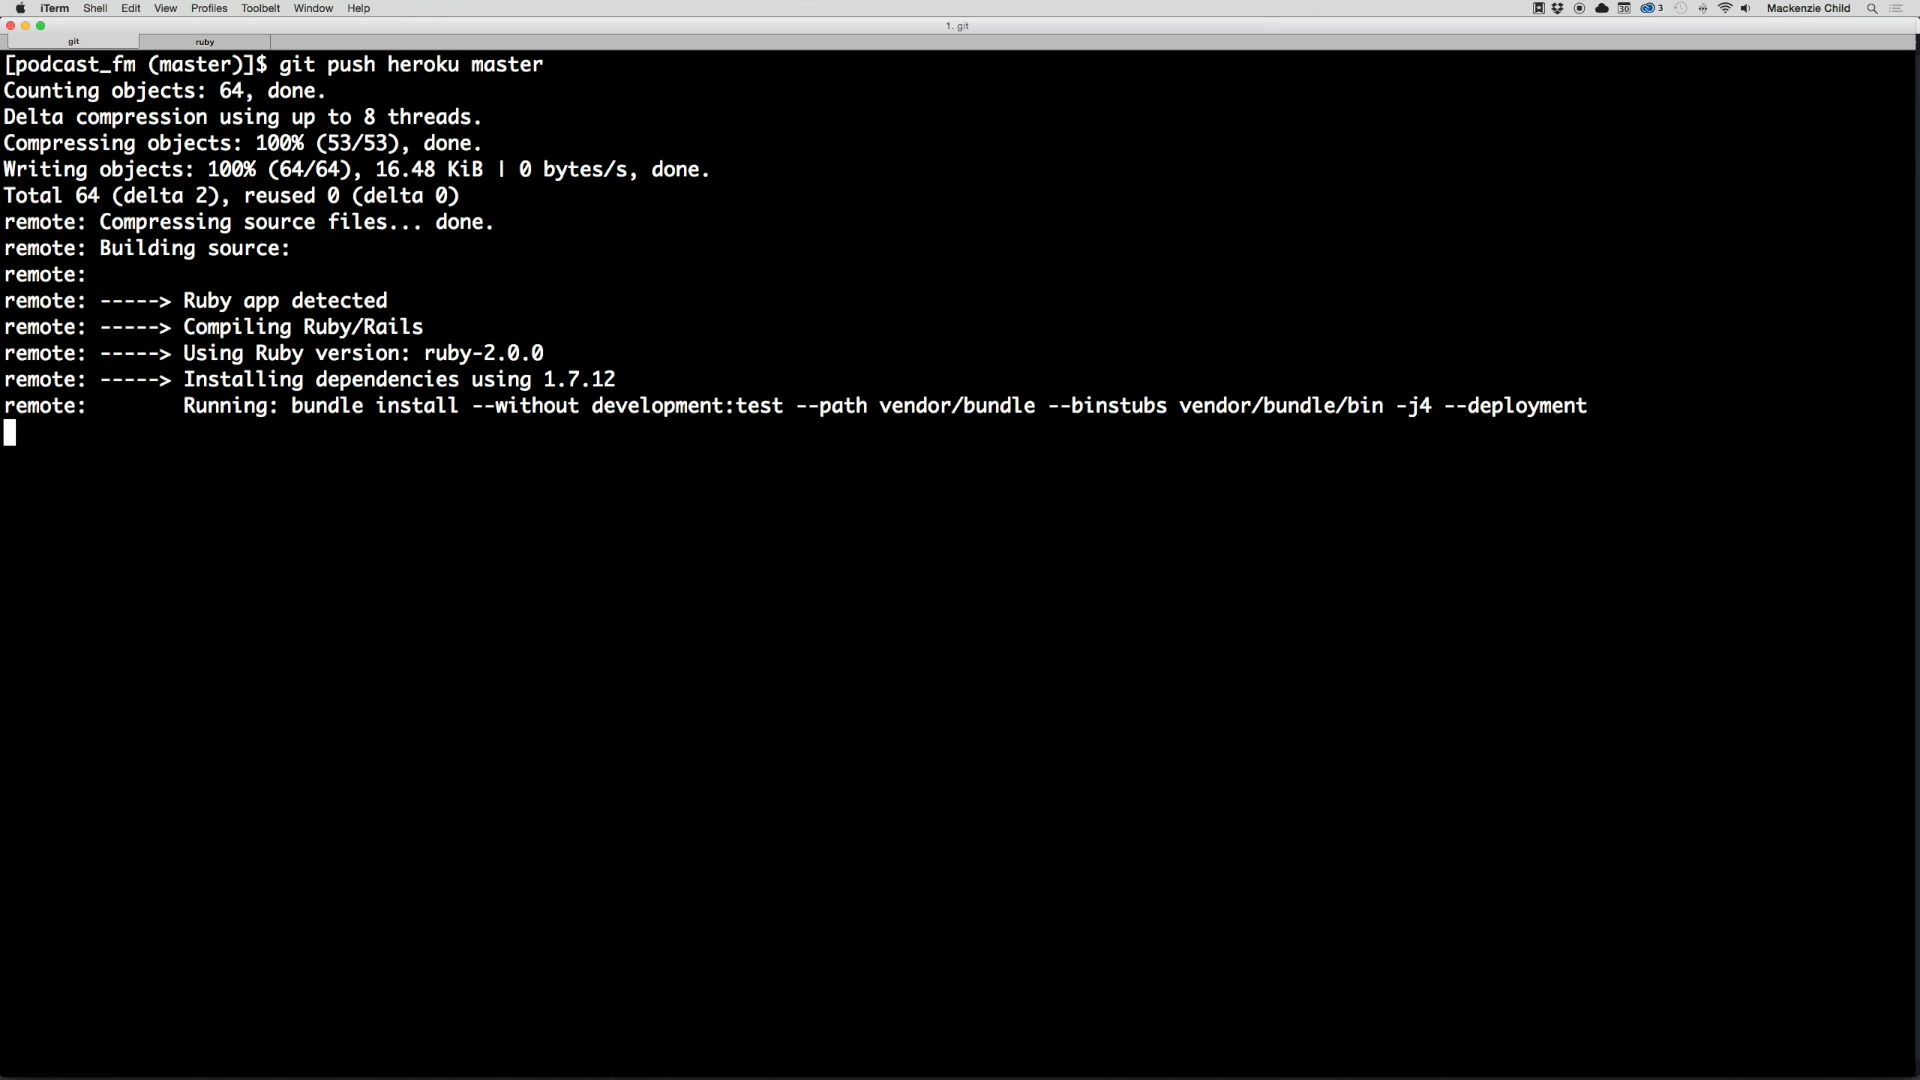 iTerm Shell Edit View Profiles Toolbelt Window Help 30 3 Mackenzie Child
1. git
git ruby
[podcast_fm (master)]$ git push heroku master
Counting objects: 64, done.
Delta compression using up to 8 threads.
Compressing objects: 100% (53/53), done.
Writing objects: 100% (64/64), 16.48 KiB | 0 bytes/s, done.
Total 64 (delta 2), reused 0 (delta 0)
remote: Compressing source files... done.
remote: Building source:
remote:
remote: -----> Ruby app detected
remote: -----> Compiling Ruby/Rails
remote: -----> Using Ruby version: ruby-2.0.0
remote: -----> Installing dependencies using 1.7.12
remote:        Running: bundle install --without development:test --path vendor/bundle --binstubs vendor/bundle/bin -j4 --deployment